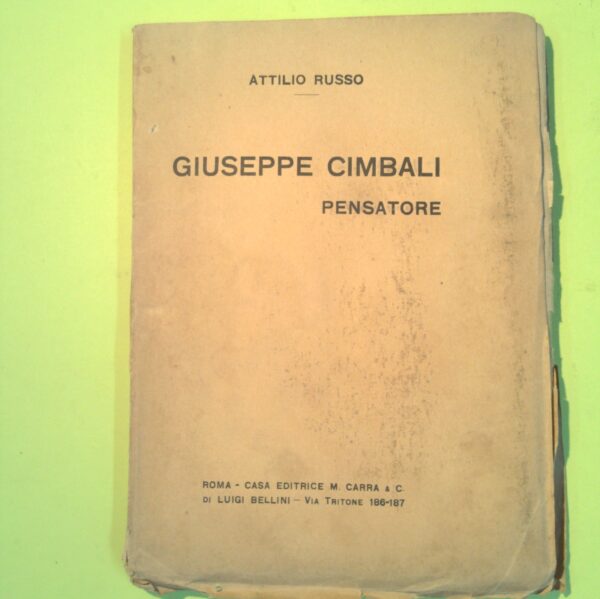 ATTILIO RUSSO
GIUSEPPE CIMBALI
PENSATORE
ROMA - CASA EDITRICE M. CARRA & C.
DI LUIGI BELLINI - VIA TRITONE 186-187